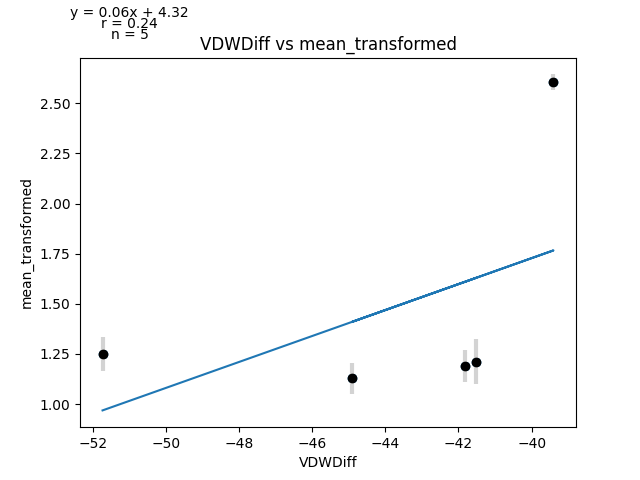 y = 0.06x + 4.32
r = 0.24
n = 5
VDWDiff vs mean_transformed
2.50
2.25
2.00
1.75
1.50
1.25
1.00
mean_transformed
−52
−50
−48
−46
−44
−42
−40
VDWDiff